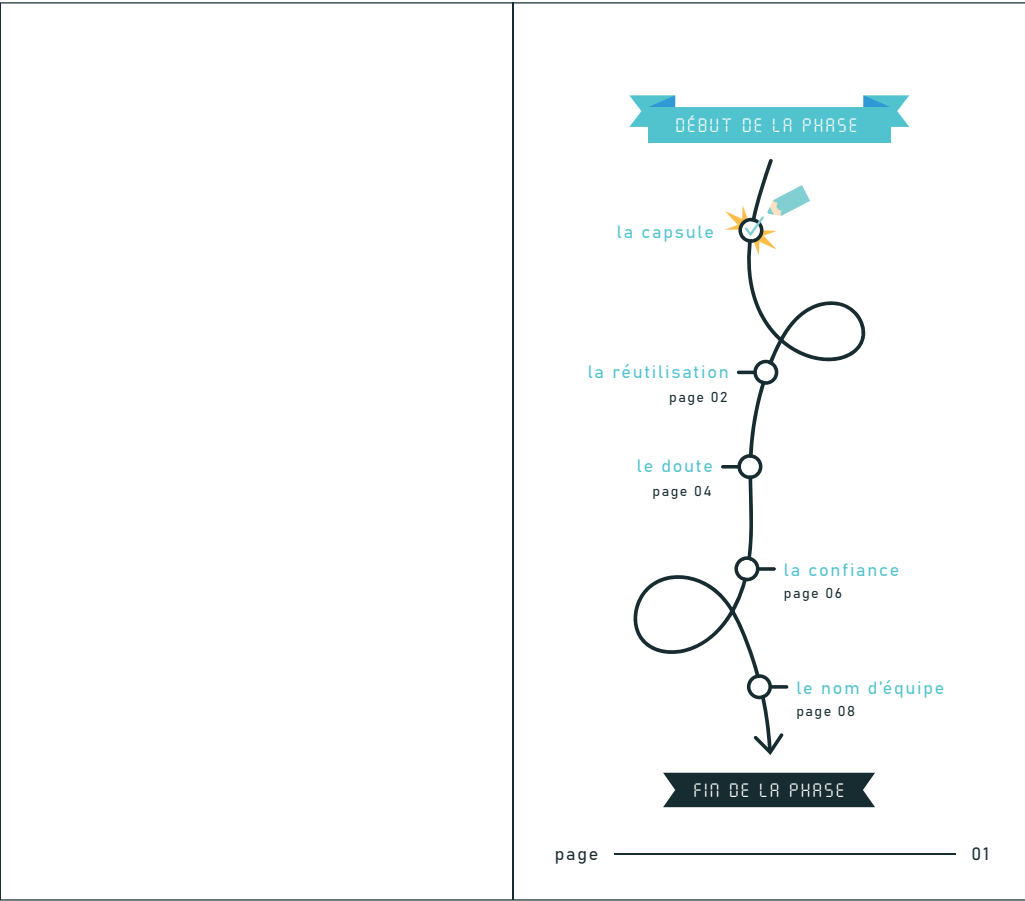 DÉBUT DE LA PHASE
la capsule
la réutilisation
page 02
le doute
page 04
la confiance
page 06
le nom d'équipe
page 08
FIN DE LA PHASE
page 01